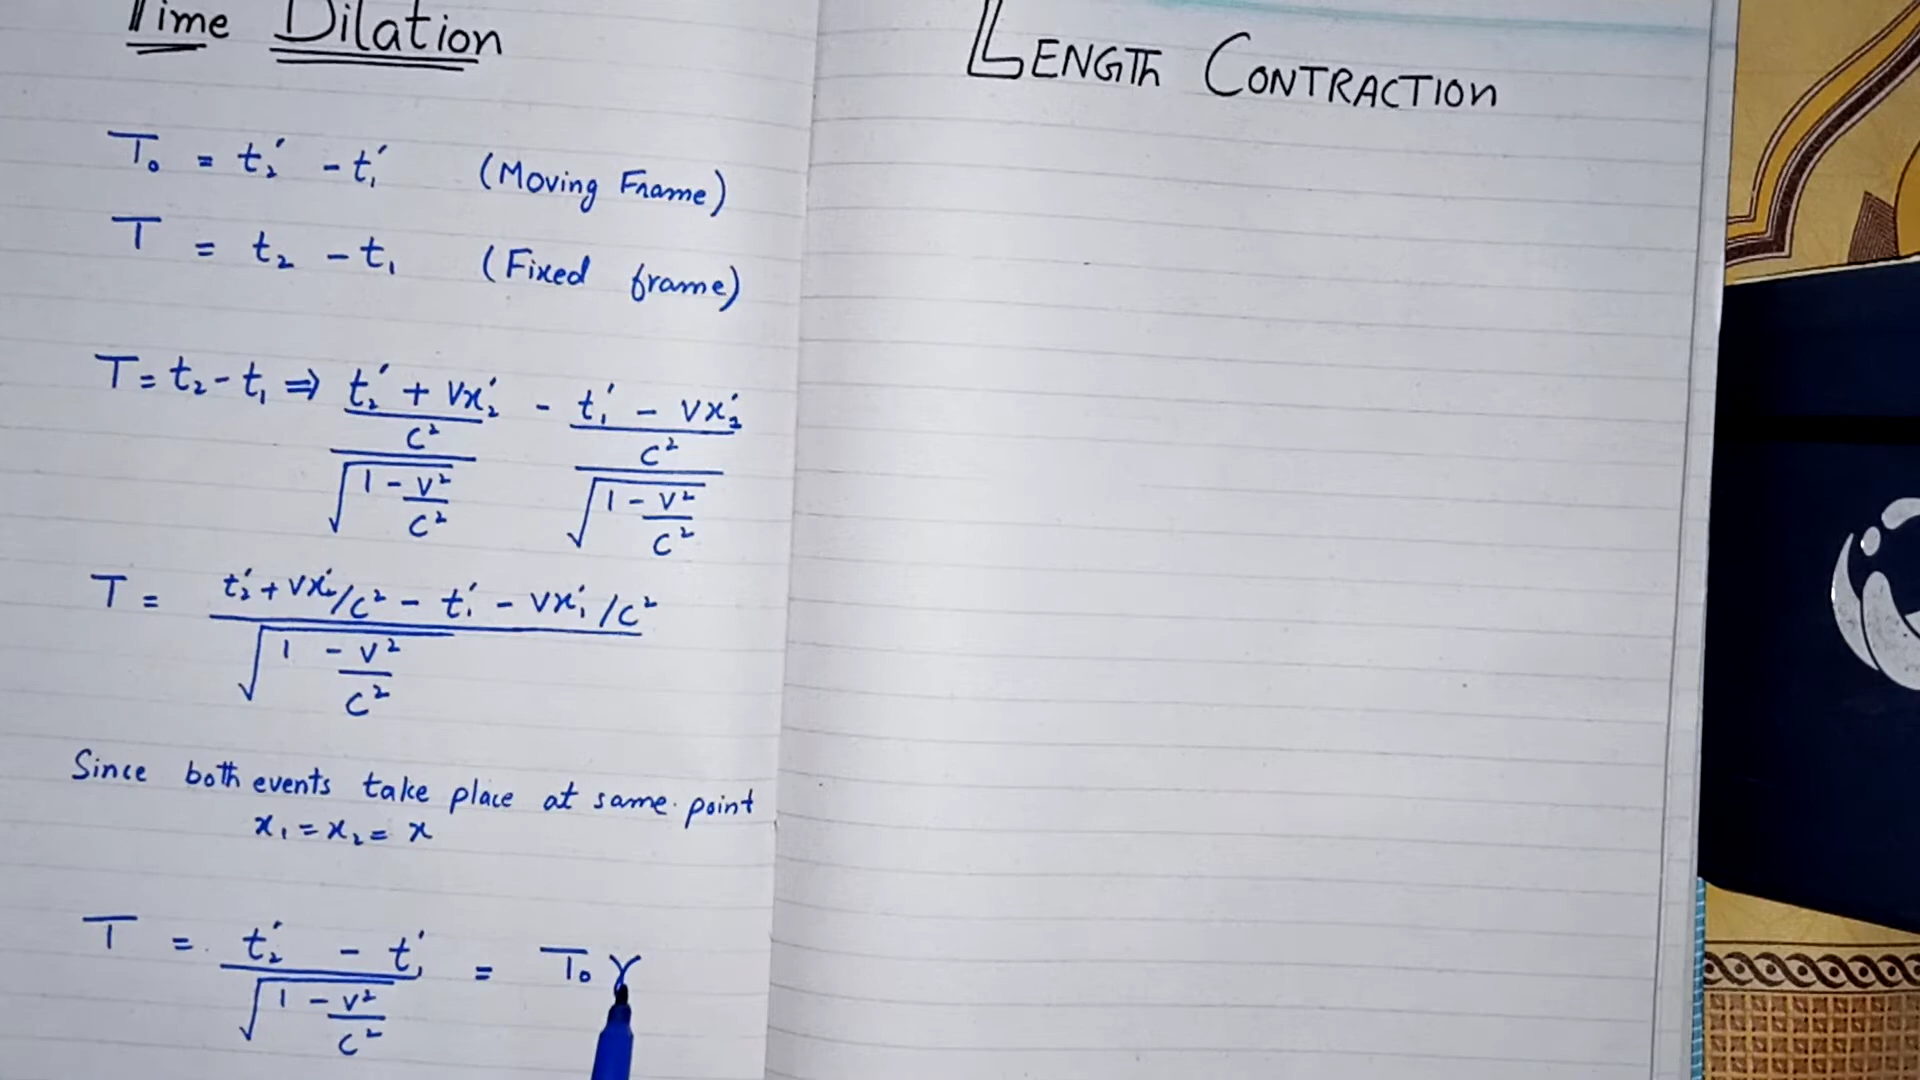 Time Dilation
T₀ = t₂′ - t₁′ (Moving Frame)
T = t₂ - t₁ (Fixed frame)
T = t₂ - t₁ ⇒ (t₂′ + vx₂′/c²)/√(1 - v²/c²) - (t₁′ - vx₁′/c²)/√(1 - v²/c²)
T = (t₂′ + vx₂′/c² - t₁′ - vx₁′/c²)/√(1 - v²/c²)
Since both events take place at same point
x₁ = x₂ = x
T = (t₂′ - t₁′)/√(1 - v²/c²) = T₀ γ
LENGTH CONTRACTION